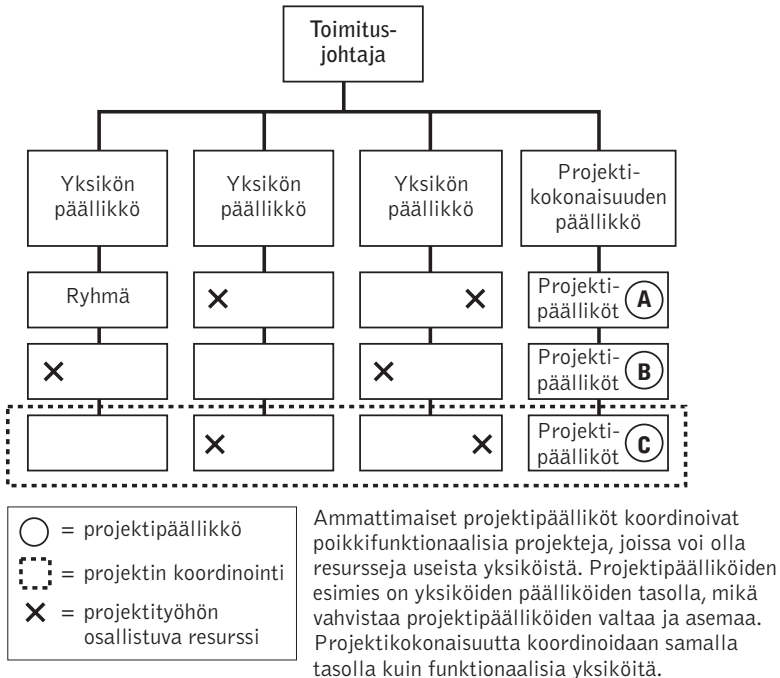 Toimitus-
johtaja
Yksikön
päällikkö
Yksikön
päällikkö
Yksikön
päällikkö
Projekti-
kokonaisuuden
päällikkö
Ryhmä
Projekti-
päälliköt
A
Projekti-
päälliköt
B
Projekti-
päälliköt
C
= projektipäällikkö
= projektin koordinointi
= projektityöhön
osallistuva resurssi
Ammattimaiset projektipäälliköt koordinoivat
poikkifunktionaalisia projekteja, joissa voi olla
resursseja useista yksiköistä. Projektipäälliköiden
esimies on yksiköiden päälliköiden tasolla, mikä
vahvistaa projektipäälliköiden valtaa ja asemaa.
Projektikokonaisuutta koordinoidaan samalla
tasolla kuin funktionaalisia yksiköitä.